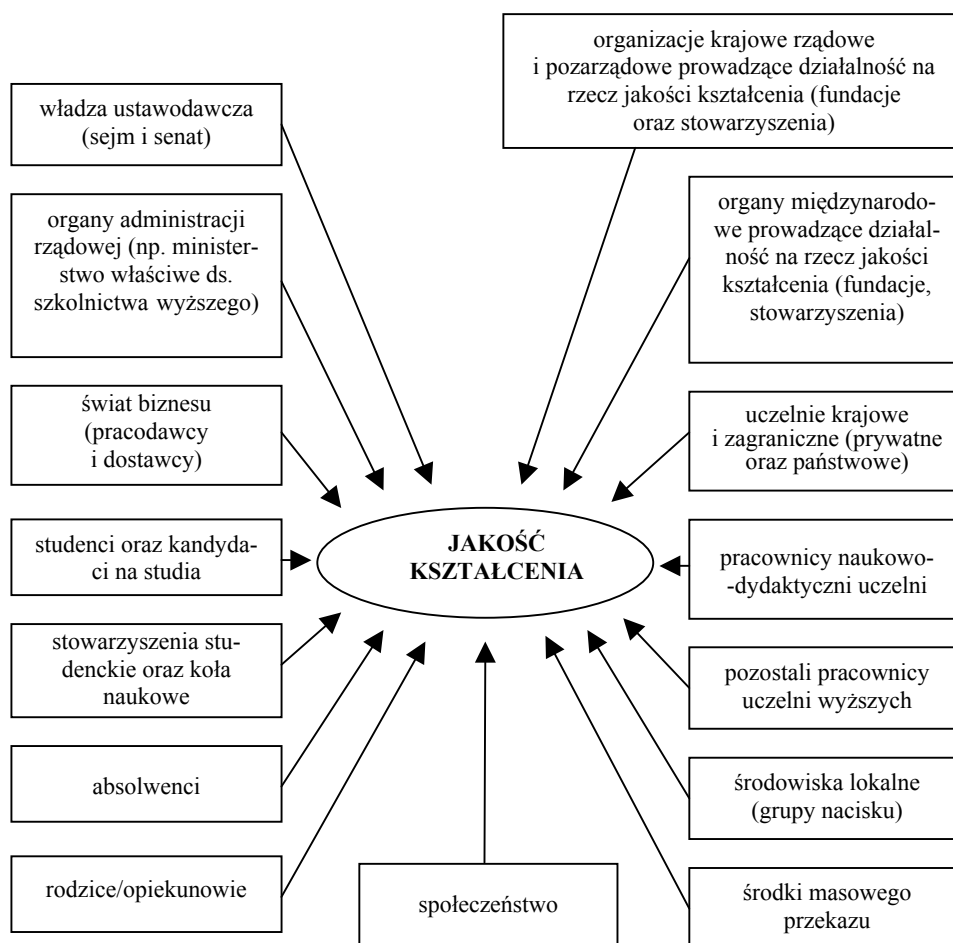 organizacje krajowe rządowe
i pozarządowe prowadzące działalność na
rzecz jakości kształcenia (fundacje
oraz stowarzyszenia)
władza ustawodawcza
(sejm i senat)
organy administracji
rządowej (np. minister-
stwo właściwe ds.
szkolnictwa wyższego)
organy międzynarodo-
we prowadzące działal-
ność na rzecz jakości
kształcenia (fundacje,
stowarzyszenia)
świat biznesu
(pracodawcy
i dostawcy)
uczelnie krajowe
i zagraniczne (prywatne
oraz państwowe)
studenci oraz kandyda-
ci na studia
JAKOŚĆ
KSZTAŁCENIA
pracownicy naukowo-
-dydaktyczni uczelni
stowarzyszenia stu-
denckie oraz koła
naukowe
pozostali pracownicy
uczelni wyższych
absolwenci
środowiska lokalne
(grupy nacisku)
rodzice/opiekunowie
społeczeństwo
środki masowego
przekazu